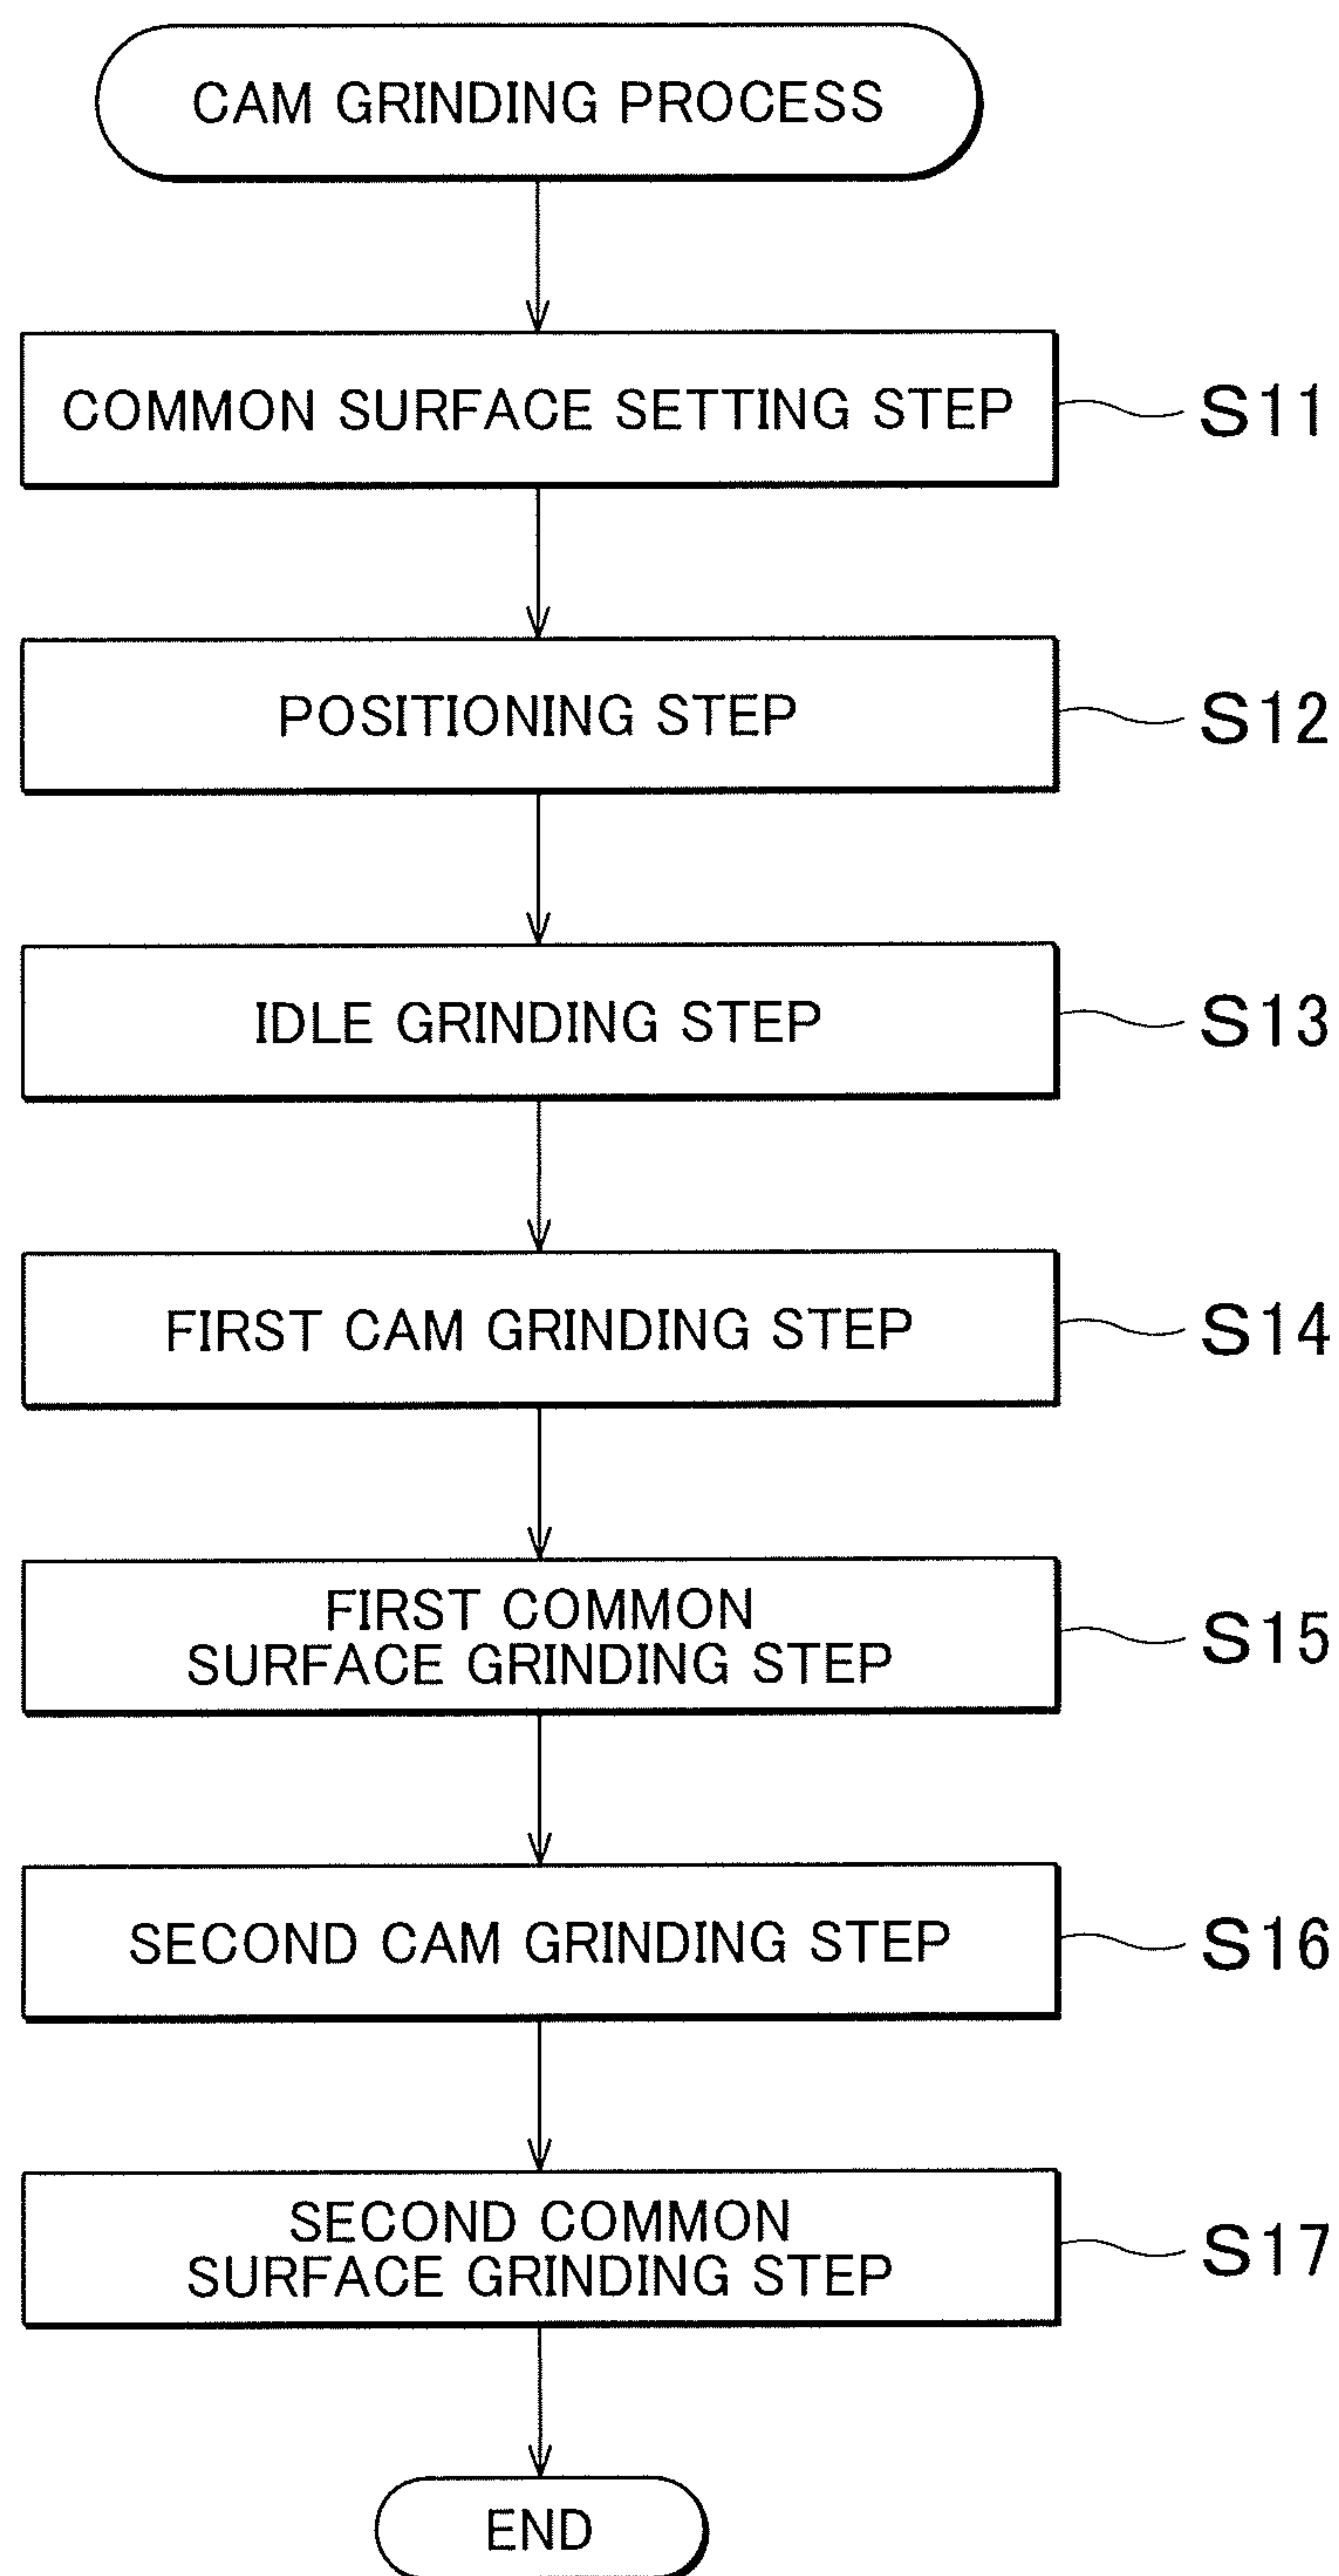 CAM GRINDING PROCESS
COMMON SURFACE SETTING STEP
S11
POSITIONING STEP
S12
IDLE GRINDING STEP
S13
FIRST CAM GRINDING STEP
S14
FIRST COMMON
SURFACE GRINDING STEP
S15
SECOND CAM GRINDING STEP
S16
SECOND COMMON
SURFACE GRINDING STEP
S17
END